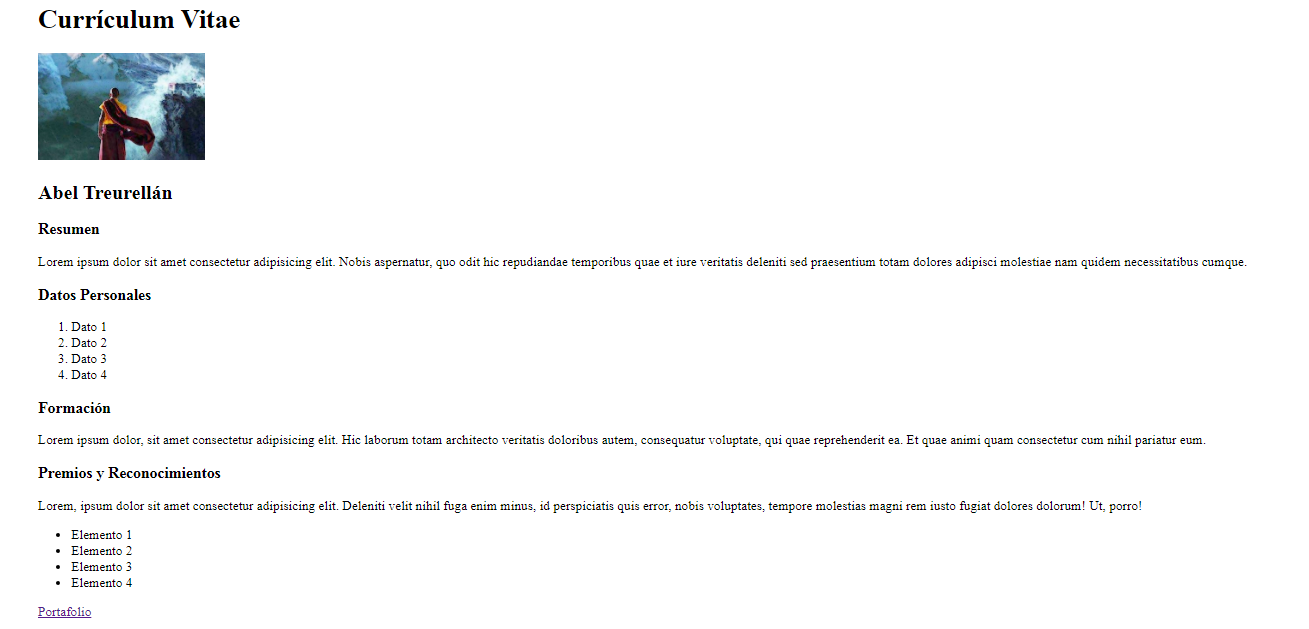 Currículum Vitae
Abel Treurellán
Resumen
Lorem ipsum dolor sit amet consectetur adipisicing elit. Nobis aspernatur, quo odit hic repudiandae temporibus quae et iure veritatis deleniti sed praesentium totam dolores adipisci molestiae nam quidem necessitatibus cumque.
Datos Personales
1. Dato 1
2. Dato 2
3. Dato 3
4. Dato 4
Formación
Lorem ipsum dolor, sit amet consectetur adipisicing elit. Hic laborum totam architecto veritatis doloribus autem, consequatur voluptate, qui quae reprehenderit ea. Et quae animi quam consectetur cum nihil pariatur eum.
Premios y Reconocimientos
Lorem, ipsum dolor sit amet consectetur adipisicing elit. Deleniti velit nihil fuga enim minus, id perspiciatis quis error, nobis voluptates, tempore molestias magni rem iusto fugiat dolores dolorum! Ut, porro!
• Elemento 1
• Elemento 2
• Elemento 3
• Elemento 4
Portafolio